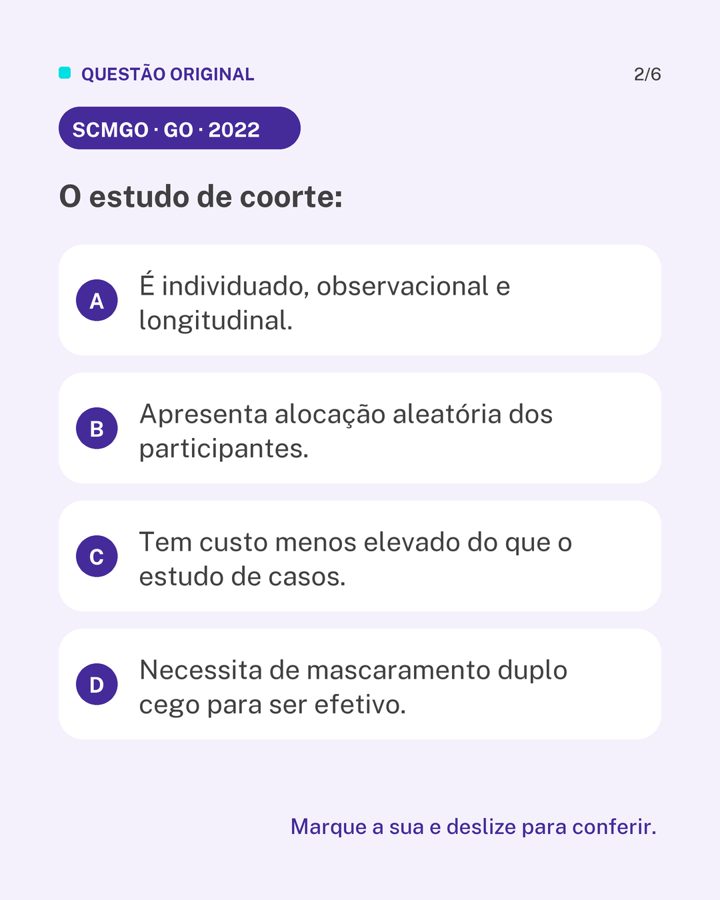 QUESTÃO ORIGINAL
2/6
SCMGO · GO · 2022
O estudo de coorte:
A
É individuado, observacional e
longitudinal.
B
Apresenta alocação aleatória dos
participantes.
C
Tem custo menos elevado do que o
estudo de casos.
D
Necessita de mascaramento duplo
cego para ser efetivo.
Marque a sua e deslize para conferir.